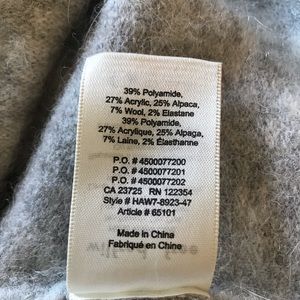 39% Polyamide,
27% Acrylic, 25% Alpaca,
7% Wool, 2% Elastane
39% Polyamide,
27% Acrylique, 25% Alpaga,
7% Laine, 2% Élasthanne
P.O. # 4500077200
P.O. # 4500077201
P.O. # 4500077202
CA 23725 RN 122354
Style # HAW7-8923-47
Article # 65101
Made in China
Fabriqué en Chine